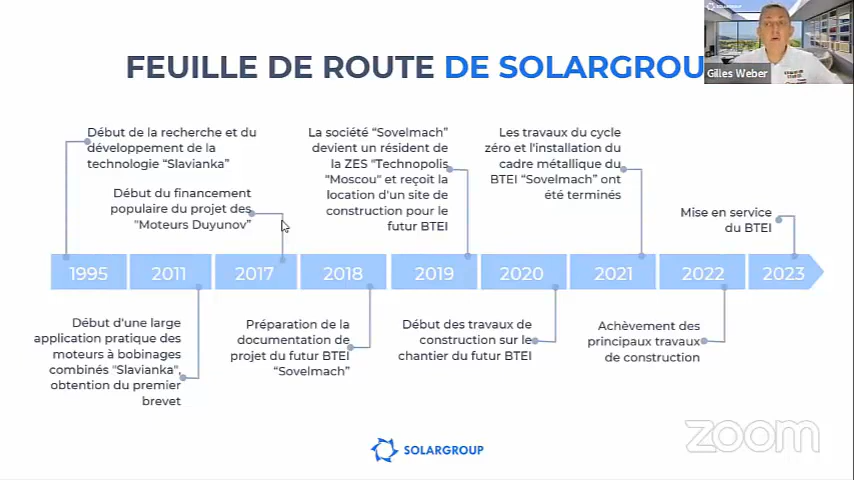 SOLARGROUP
Gilles Weber
FEUILLE DE ROUTE DE SOLARGROU
Début de la recherche et du
développement de la
technologie “Slavianka”
Début du financement
populaire du projet des
"Moteurs Duyunov”
La société “Sovelmach”
devient un résident de
la ZES "Technopolis
"Moscou" et reçoit la
location d'un site de
construction pour le
futur BTEI
Les travaux du cycle
zéro et l'installation du
cadre métallique du
BTEI “Sovelmach” ont
été terminés
Mise en service
du BTEI
1995 2011 2017 2018 2019 2020 2021 2022 2023
Début d'une large
application pratique des
moteurs à bobinages
combinés "Slavianka",
obtention du premier
brevet
Préparation de la
documentation de
projet du futur BTEI
“Sovelmach”
Début des travaux de
construction sur le
chantier du futur BTEI
Achèvement des
principaux travaux
de construction
SOLARGROUP
zoom